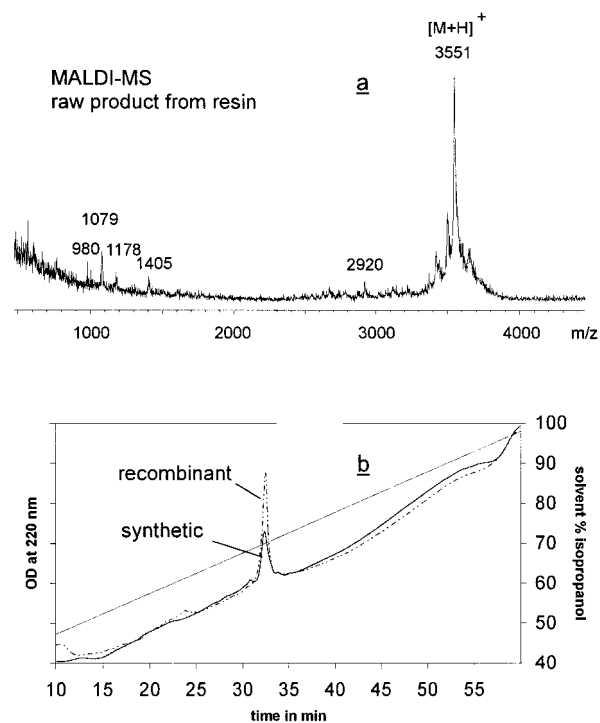 [M+H]+
3551
MALDI-MS
raw product from resin
a
1079
980
1178
1405
2920
1000
2000
3000
4000
m/z
b
recombinant
synthetic
OD at 220 nm
solvent % isopropanol
100
90
80
70
60
50
40
10
15
20
25
30
35
40
45
50
55
time in min